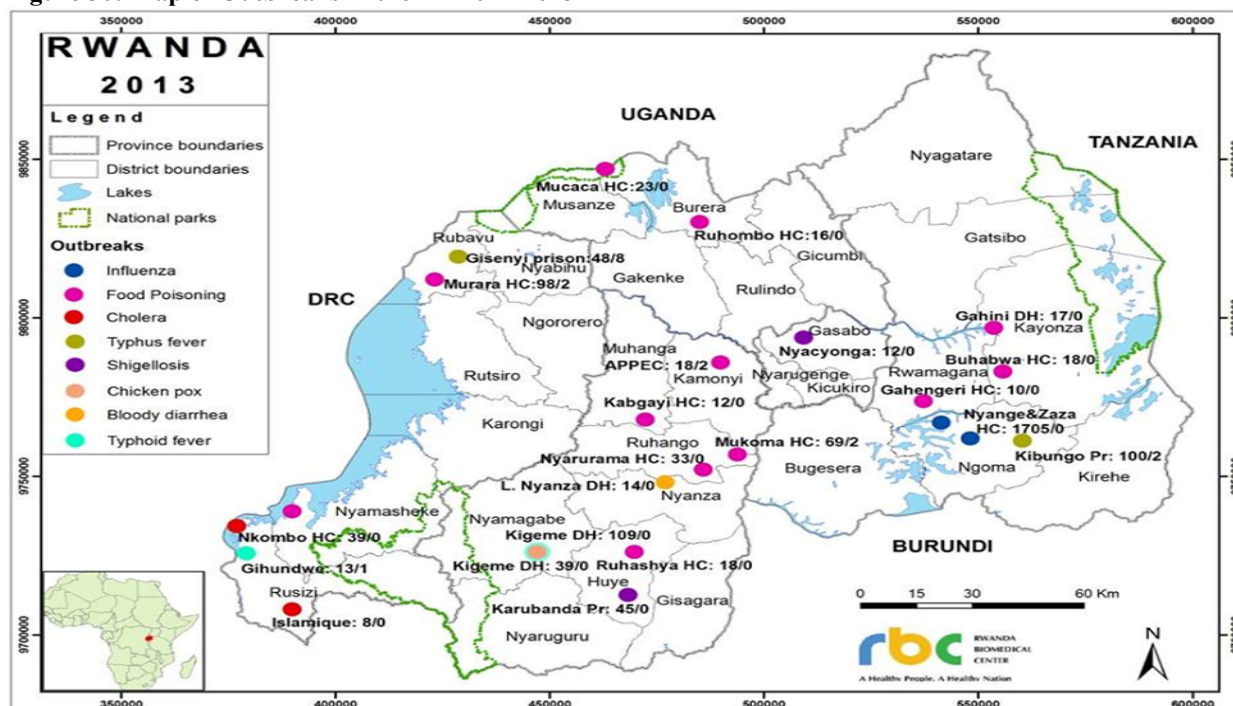 350000 400000 450000 500000 550000 600000
RWANDA
2013
Legend
Province boundaries
District boundaries
Lakes
National parks
Outbreaks
Influenza
Food Poisoning
Cholera
Typhus fever
Shigellosis
Chicken pox
Bloody diarrhea
Typhoid fever
UGANDA
TANZANIA
DRC
BURUNDI
9850000
9800000
9750000
9700000
Nyagatare
Mucaca HC:23/0
Musanze
Burera
Ruhombo HC:16/0
Gatsibo
Rubavu
Gicumbi
Gisenyi prison:48/8
Nyabihu
Gakenke
Murara HC:98/2
Rulindo
Ngororero
Gahini DH: 17/0
Kayonza
Gasabo
Muhanga
Nyacyonga: 12/0
APPEC: 18/2
Buhabwa HC: 18/0
Rutsiro
Kamonyi
Nyarugenge
Rwamagana
Kicukiro
Gahengeri HC: 10/0
Kabgayi HC: 12/0
Karongi
Nyange&Zaza
HC: 1705/0
Ruhango
Mukoma HC: 69/2
Nyarurama HC: 33/0
Bugesera
Kibungo Pr: 100/2
Ngoma
Kirehe
L. Nyanza DH: 14/0
Nyanza
Nyamasheke
Nyamagabe
Nkombo HC: 39/0
Kigeme DH: 109/0
Gihundwe: 13/1
Kigeme DH: 39/0
Ruhashya HC: 18/0
Rusizi
Huye
Karubanda Pr: 45/0
Gisagara
Islamique: 8/0
Nyaruguru
0 15 30 60 Km
N
rbc
RWANDA
BIOMEDICAL
CENTER
A Healthy People, A Healthy Nation
350000 400000 450000 500000 550000 600000